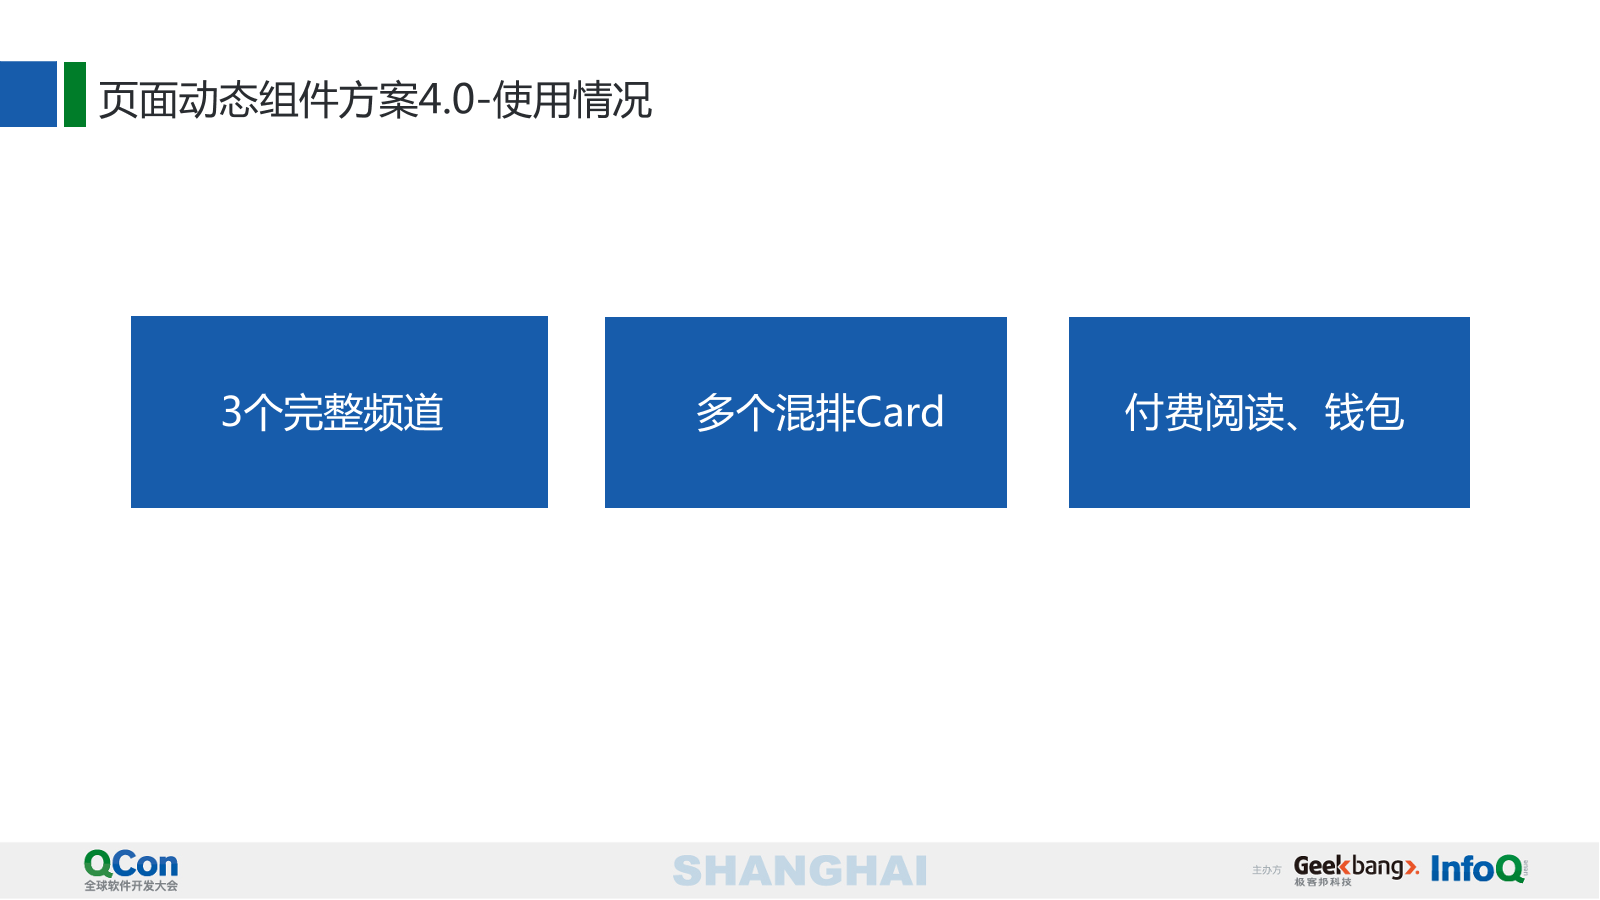 页面动态组件方案4.0-使用情况
3个完整频道
多个混排Card
付费阅读、钱包
QCon
全球软件开发大会
SHANGHAI
主办方
Geekbang
极客邦科技
InfoQ